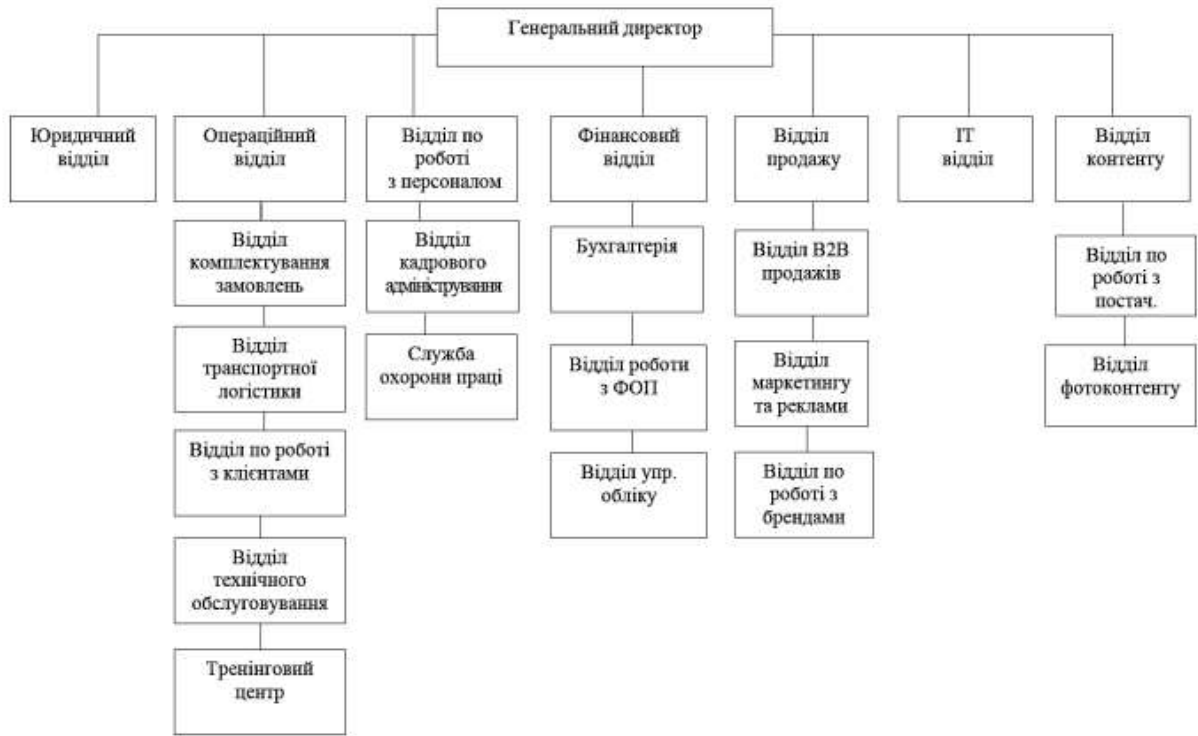 Генеральний директор
Юридичний
відділ
Операційний
відділ
Відділ по
роботі
з персоналом
Фінансовий
відділ
Відділ
продажу
ІТ
відділ
Відділ
контенту
Відділ
комплектування
замовлень
Відділ
кадрового
адміністрування
Бухгалтерія
Відділ В2В
продажів
Відділ по
роботі з
постач.
Відділ
транспортної
логістики
Служба
охорони праці
Відділ роботи
з ФОП
Відділ
маркетингу
та реклами
Відділ
фотоконтенту
Відділ по роботі
з клієнтами
Відділ упр.
обліку
Відділ по
роботі з
брендами
Відділ
технічного
обслуговування
Тренінговий
центр